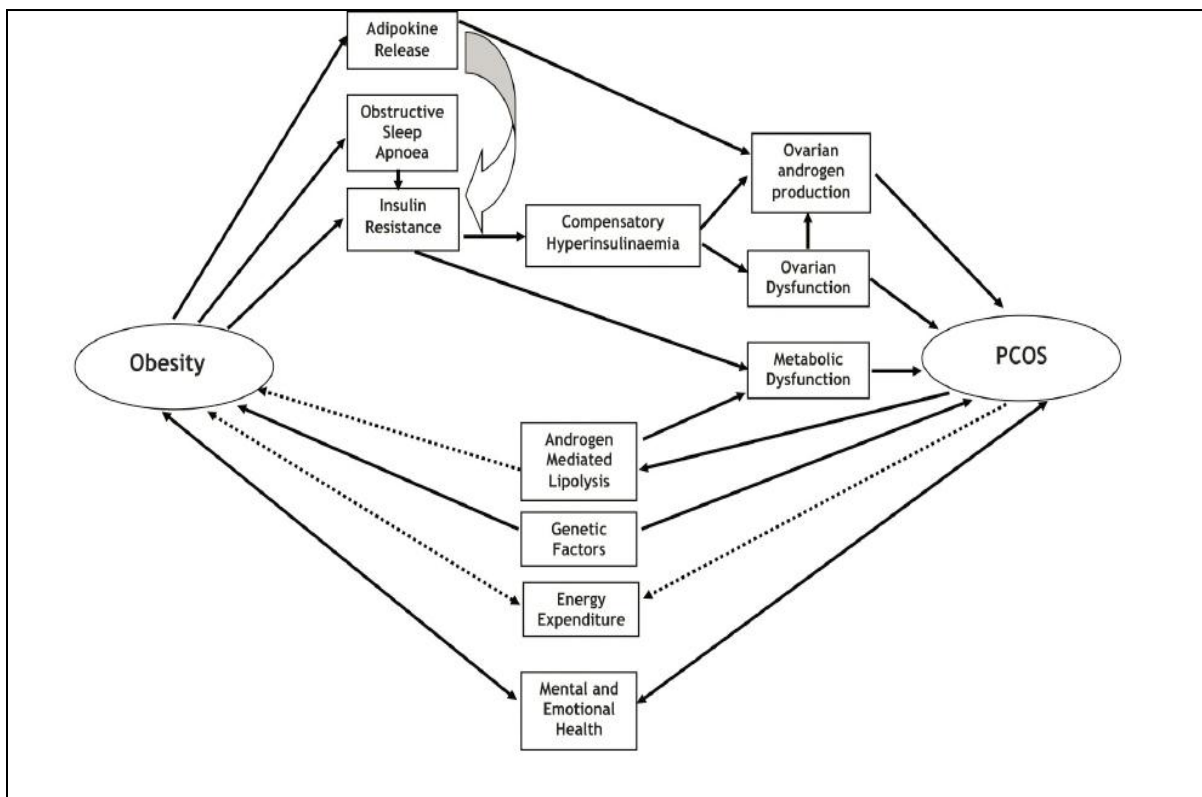 Adipokine
Release
Obstructive
Sleep
Apnoea
Insulin
Resistance
Compensatory
Hyperinsulinaemia
Ovarian
androgen
production
Ovarian
Dysfunction
Obesity
Metabolic
Dysfunction
PCOS
Androgen
Mediated
Lipolysis
Genetic
Factors
Energy
Expenditure
Mental and
Emotional
Health